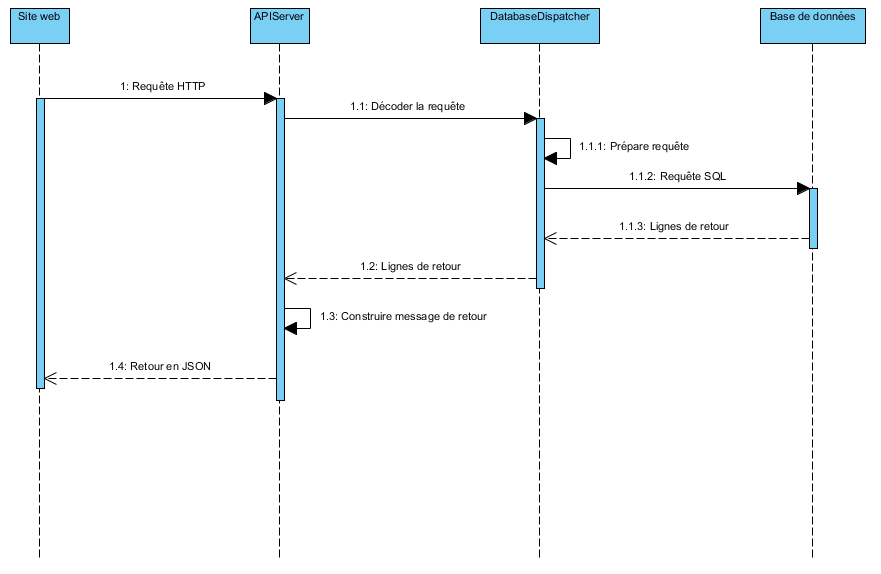 Site web
APIServer
DatabaseDispatcher
Base de données
1: Requête HTTP
1.1: Décoder la requête
1.1.1: Prépare requête
1.1.2: Requête SQL
1.1.3: Lignes de retour
1.2: Lignes de retour
1.3: Construire message de retour
1.4: Retour en JSON